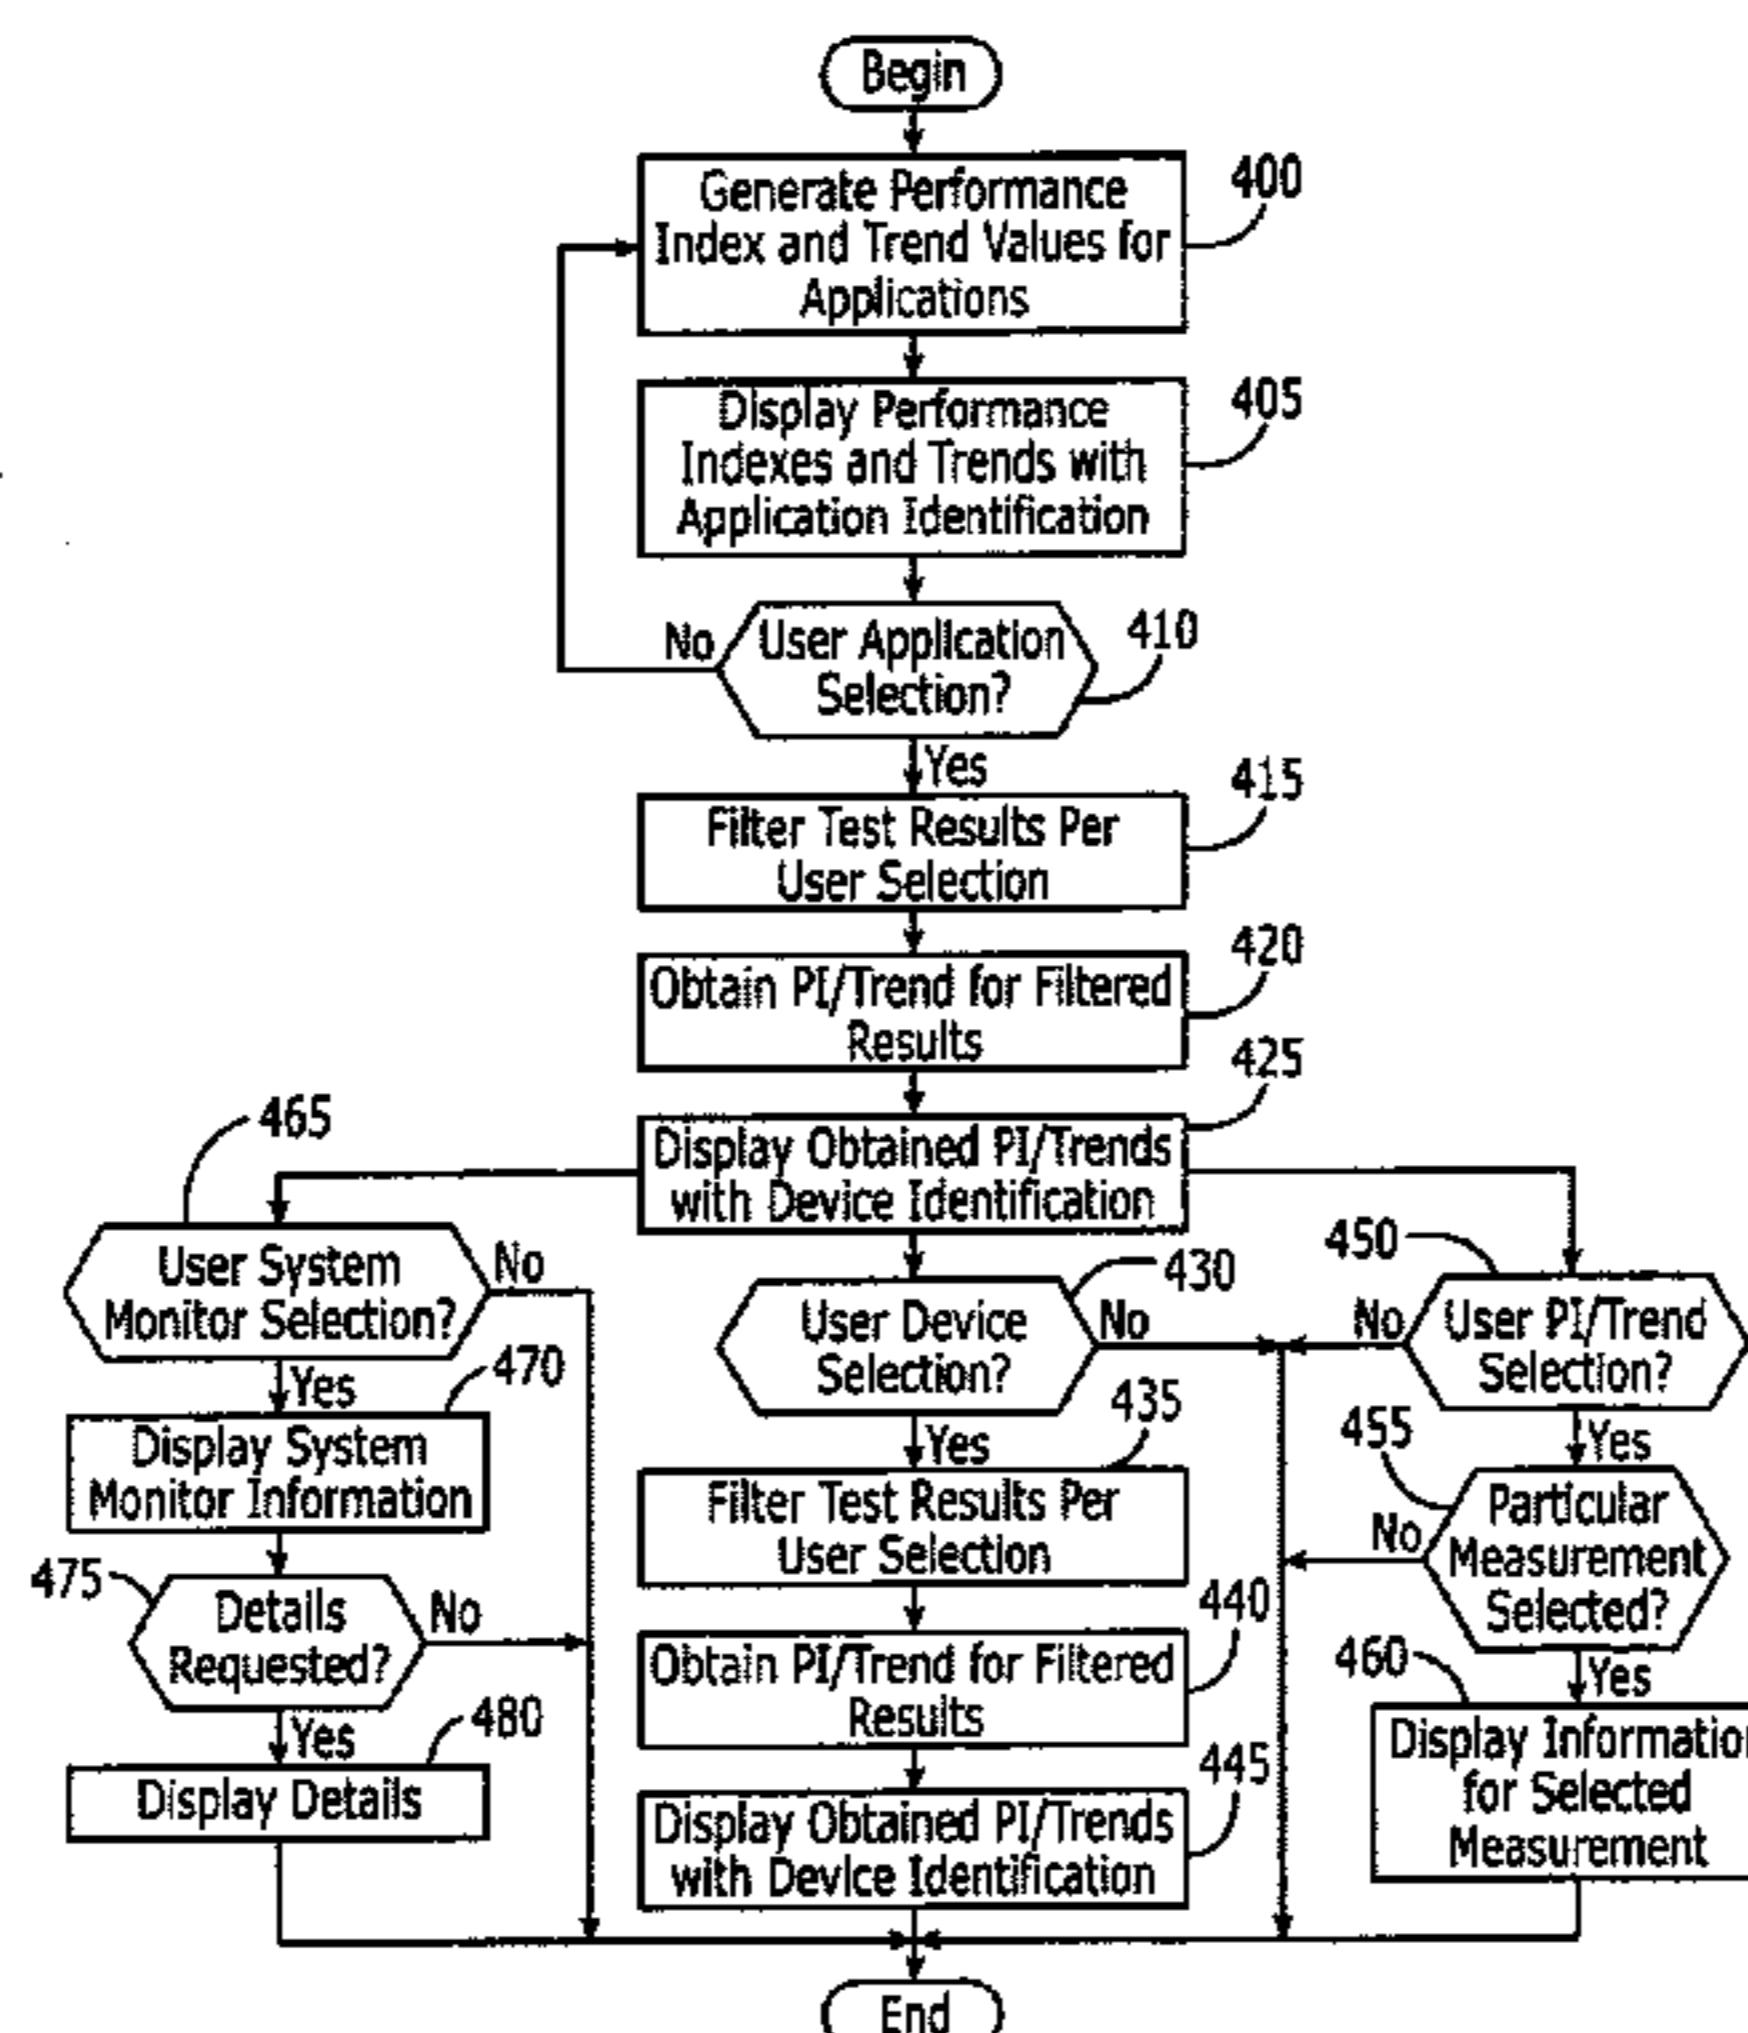 Begin
Generate Performance
Index and Trend Values for
Applications
400
Display Performance
Indexes and Trends with
Application Identification
405
User Application
Selection?
410
No
Yes
Filter Test Results Per
User Selection
415
Obtain PI/Trend for Filtered
Results
420
Display Obtained PI/Trends
with Device Identification
425
465
User System
Monitor Selection?
No
Yes
470
Display System
Monitor Information
475
Details
Requested?
No
Yes
480
Display Details
430
User Device
Selection?
No
Yes
435
Filter Test Results Per
User Selection
440
Obtain PI/Trend for Filtered
Results
445
Display Obtained PI/Trends
with Device Identification
450
User PI/Trend
Selection?
No
Yes
455
Particular
Measurement
Selected?
No
Yes
460
Display Informatio
for Selected
Measurement
End